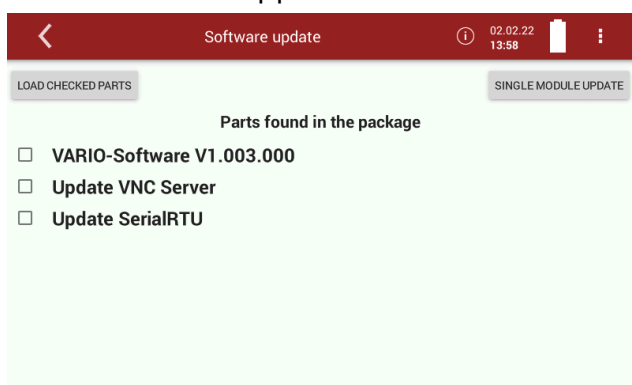 Software update
02.02.22
13:58
LOAD CHECKED PARTS
SINGLE MODULE UPDATE
Parts found in the package
VARIO-Software V1.003.000
Update VNC Server
Update SerialRTU